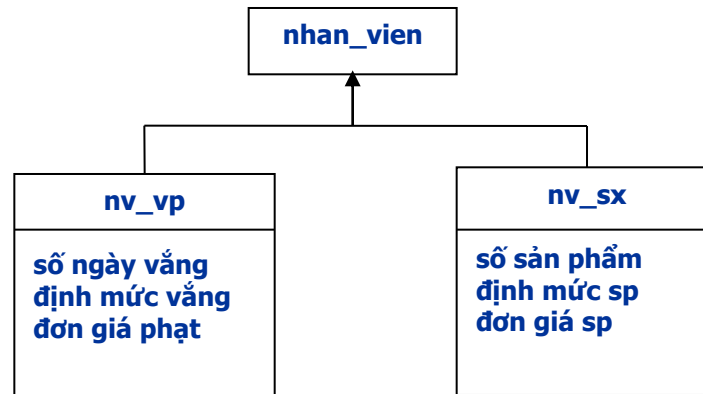 nhan_vien
nv_vp
số ngày vắng
định mức vắng
đơn giá phạt
nv_sx
số sản phẩm
định mức sp
đơn giá sp